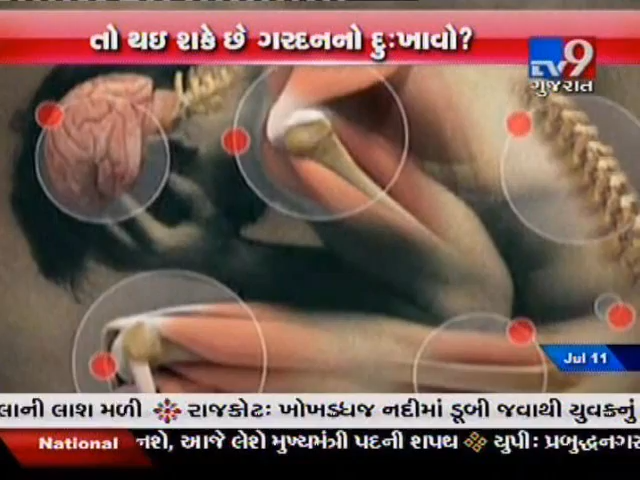 તો થઇ શકે છે ગરદનનો દુઃખાવો?
TV9
ગુજરાત
Jul 11
લાની લાશ મળી રાજકોટઃ ખોખડધજ નદીમાં ડૂબી જવાથી યુવકનું
National
નશે, આજે લેશે મુખ્યમંત્રી પદની શપથ યુપીઃ પ્રબુદ્ધનગર